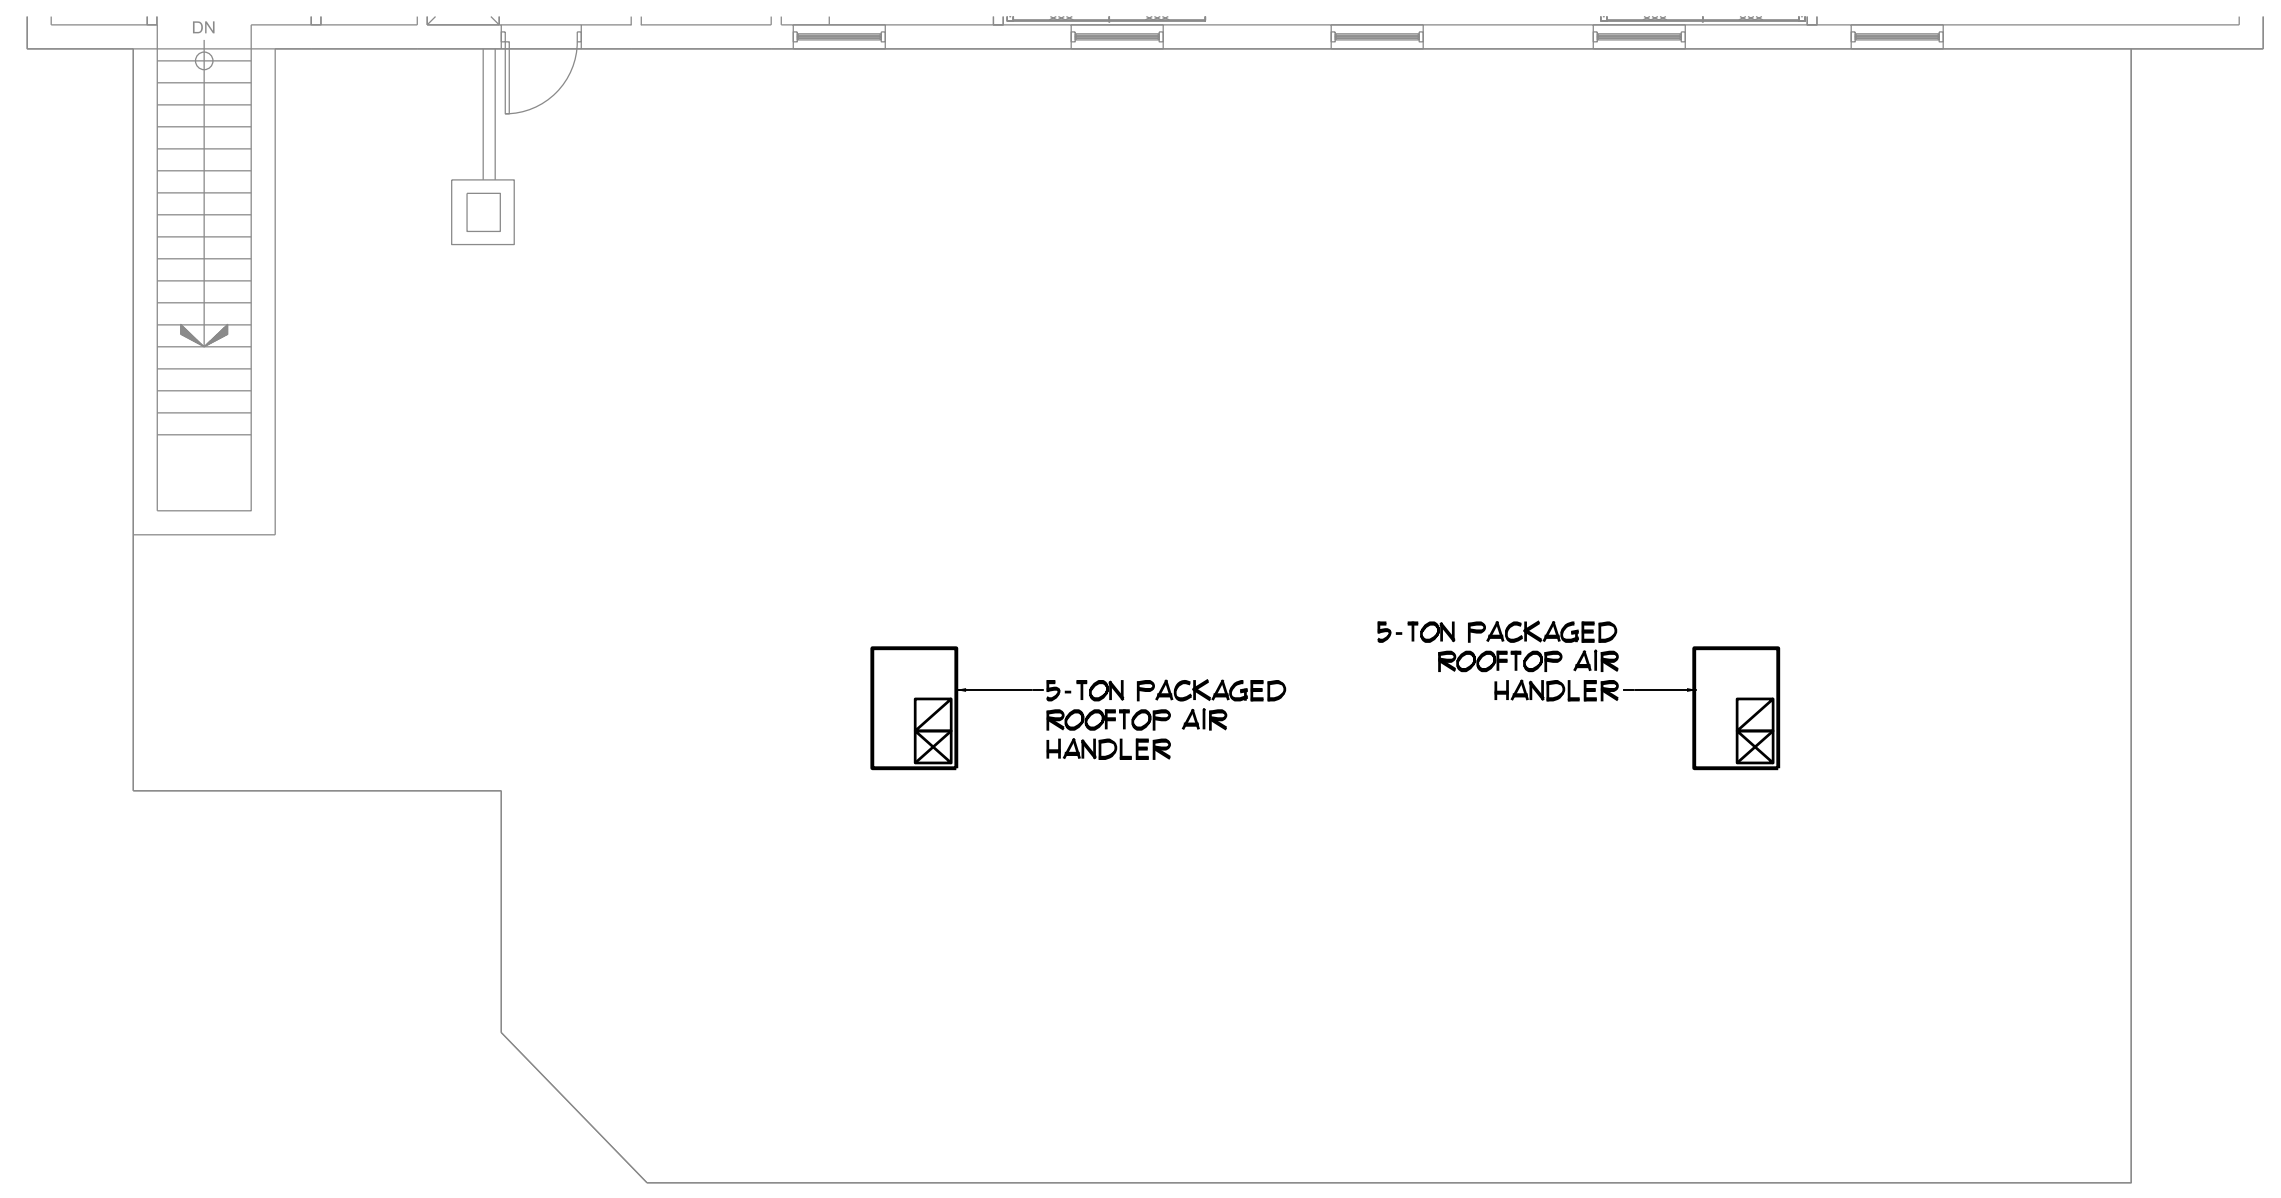 DN
5-TON PACKAGED
ROOFTOP AIR
HANDLER
5-TON PACKAGED
ROOFTOP AIR
HANDLER